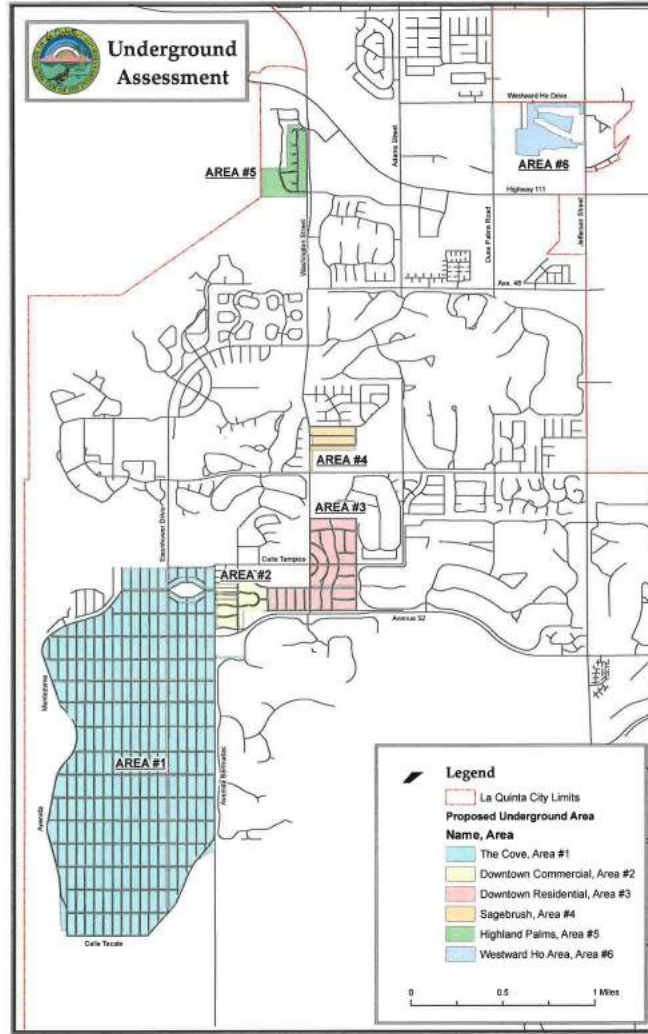 Underground
Assessment
Westward Ho Drive
Adams Street
AREA #5
AREA #6
Highway 111
Washington Street
Dune Palms Road
Jefferson Street
Ave. 48
AREA #4
AREA #3
Eisenhower Drive
Calle Tampico
AREA #2
Avenue 52
Montezuma
AREA #1
Avenida Bermudas
Avenida
Calle Tecate
Legend
La Quinta City Limits
Proposed Underground Area
Name, Area
The Cove, Area #1
Downtown Commercial, Area #2
Downtown Residential, Area #3
Sagebrush, Area #4
Highland Palms, Area #5
Westward Ho Area, Area #6
0 0.5 1 Miles